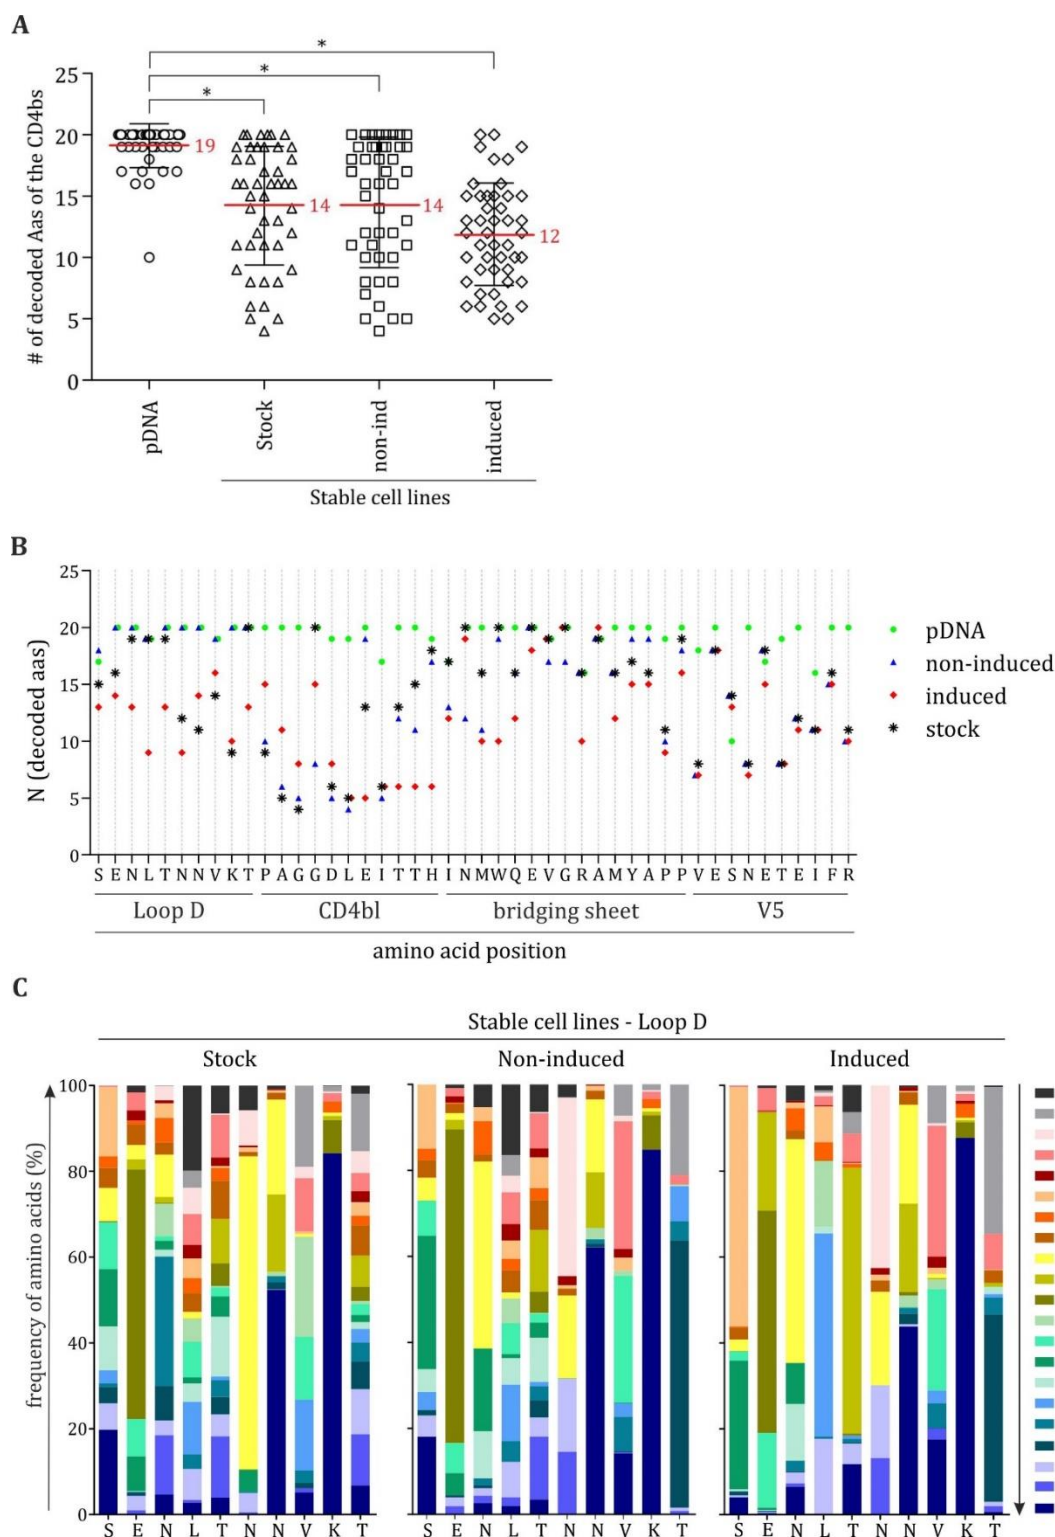 A
# of decoded Aas of the CD4bs
25
20
15
10
5
0
*
*
*
19
14
14
12
pDNA
Stock
non-ind
induced
Stable cell lines
B
N (decoded aas)
25
20
15
10
5
0
pDNA
non-induced
induced
stock
S E N L T N N V K T P A G G D L E I T T H I N M W Q E V G R A M Y A P P V E S N E T E I F R
Loop D CD4bl bridging sheet V5
amino acid position
C
Stable cell lines - Loop D
Stock Non-induced Induced
frequency of amino acids (%)
100
80
60
40
20
0
S E N L T N N V K T S E N L T N N V K T S E N L T N N V K T